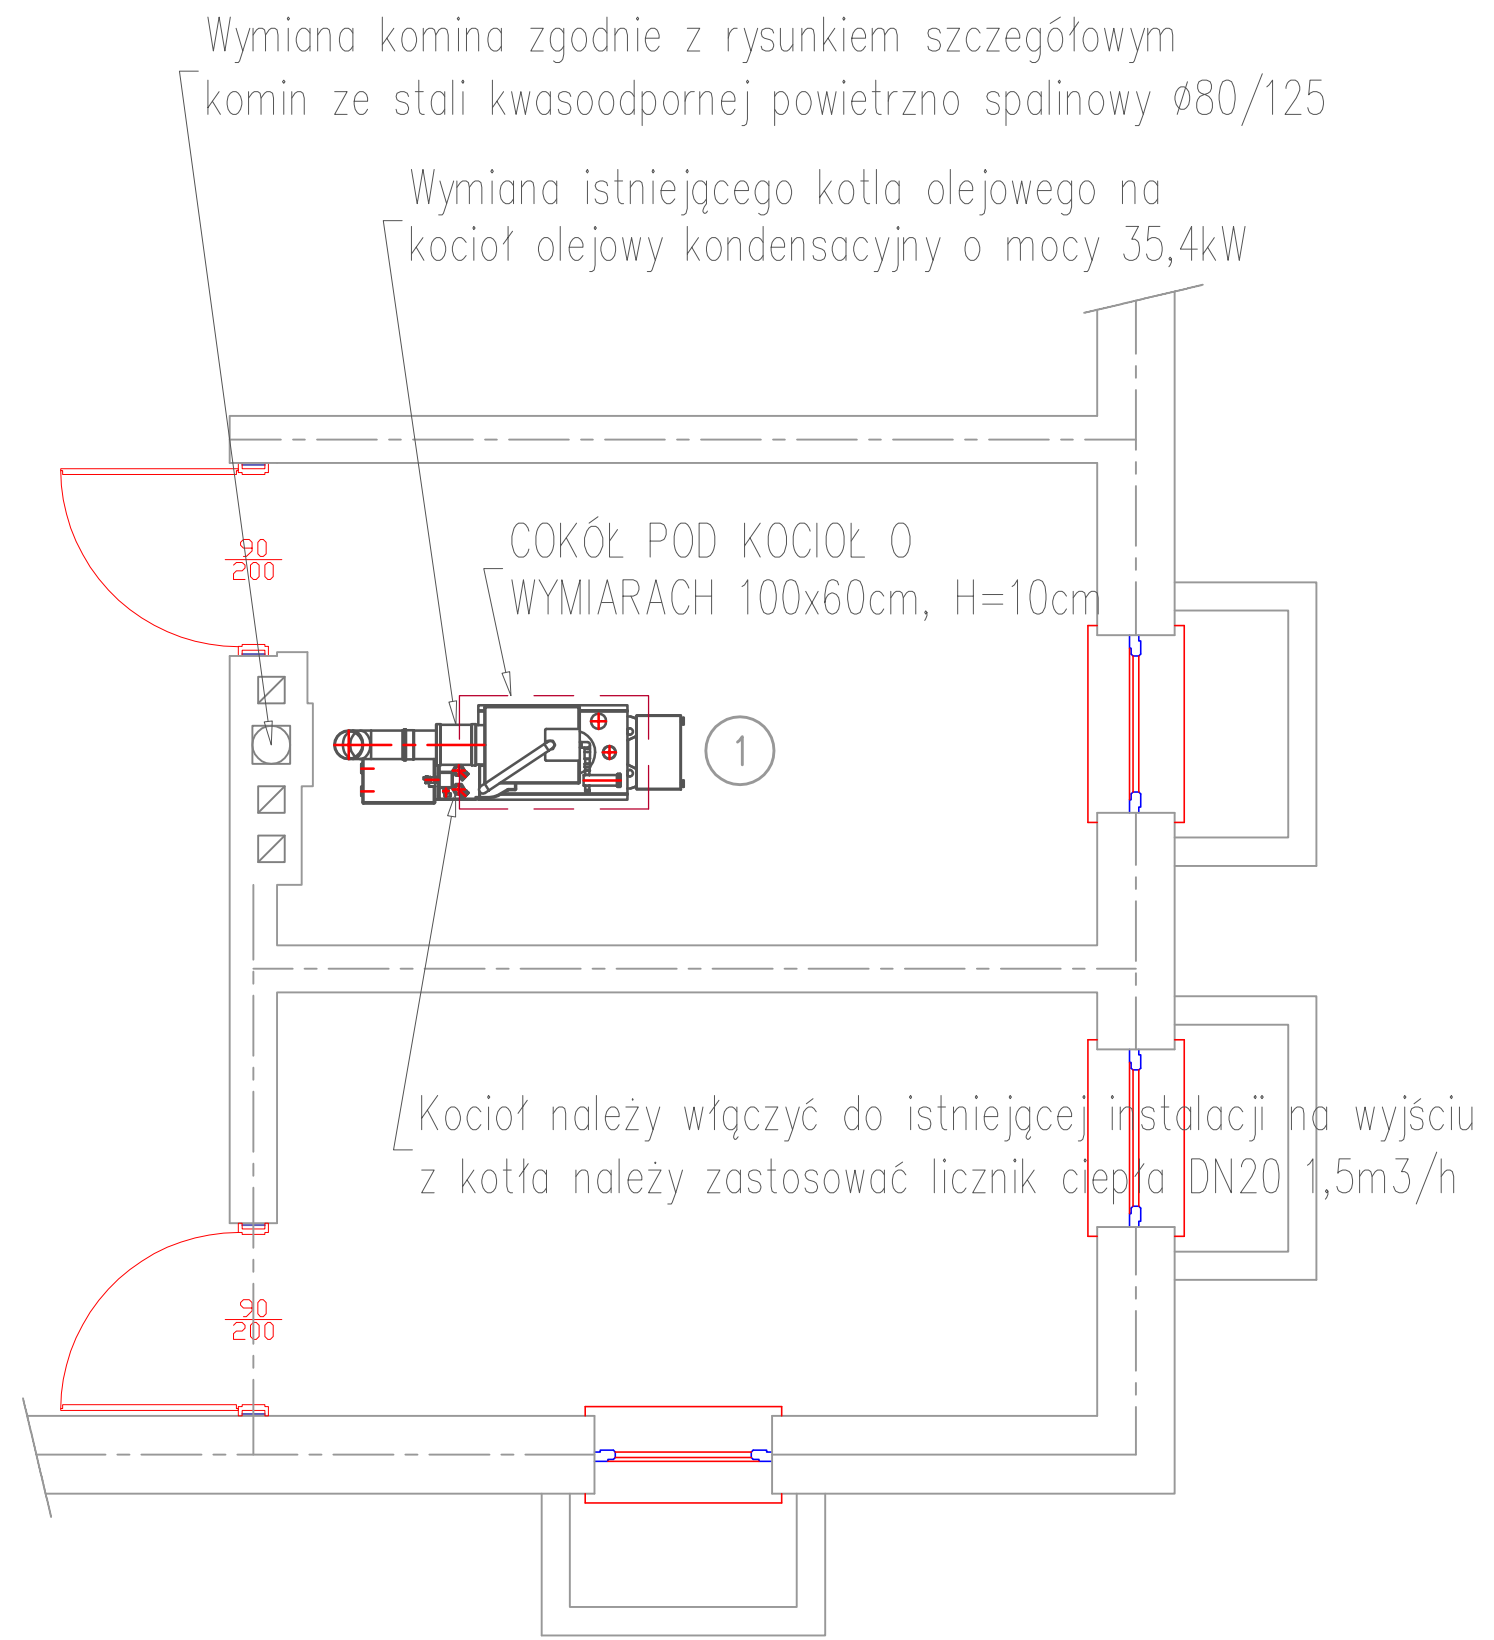 Wymiana komina zgodnie z rysunkiem szczegółowym
komin ze stali kwasoodpornej powietrzno spalinowy ø80/125
Wymiana istniejącego kotla olejowego na
kocioł olejowy kondensacyjny o mocy 35,4kW
90
200
COKÓŁ POD KOCIOŁ O
WYMIARACH 100x60cm, H=10cm
1
Kocioł należy włączyć do istniejącej instalacji na wyjściu
z kotła należy zastosować licznik ciepła DN20 1,5m3/h
90
200